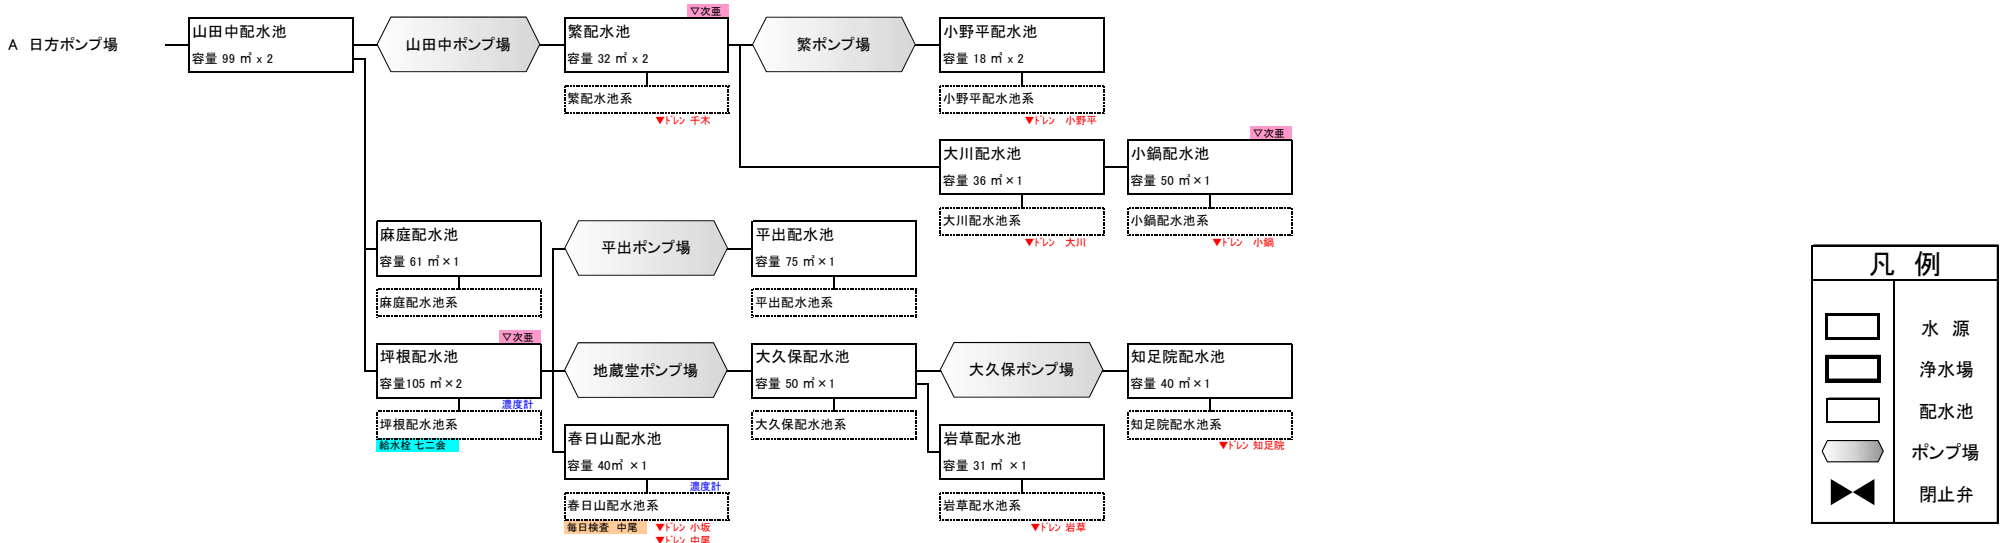 A 日方ポンプ場
山田中配水池
容量 99 ㎥ x 2
山田中ポンプ場
▽次亜
繁配水池
容量 32 ㎥ x 2
繁配水池系
▼ドレン 千木
繁ポンプ場
小野平配水池
容量 18 ㎥ x 2
小野平配水池系
▼ドレン 小野平
大川配水池
容量 36 ㎥×1
大川配水池系
▼ドレン 大川
▽次亜
小鍋配水池
容量 50 ㎥×1
小鍋配水池系
▼ドレン 小鍋
麻庭配水池
容量 61 ㎥×1
麻庭配水池系
平出ポンプ場
平出配水池
容量 75 ㎥×1
平出配水池系
▽次亜
坪根配水池
容量105 ㎥×2
濃度計
坪根配水池系
給水栓 七二会
地蔵堂ポンプ場
大久保配水池
容量 50 ㎥×1
大久保配水池系
大久保ポンプ場
知足院配水池
容量 40 ㎥×1
知足院配水池系
▼ドレン 知足院
春日山配水池
容量 40㎥ ×1
濃度計
春日山配水池系
毎日検査 中尾
▼ドレン 小坂
▼ドレン 中尾
岩草配水池
容量 31 ㎥×1
岩草配水池系
▼ドレン 岩草
凡 例
水 源
浄水場
配水池
ポンプ場
閉止弁